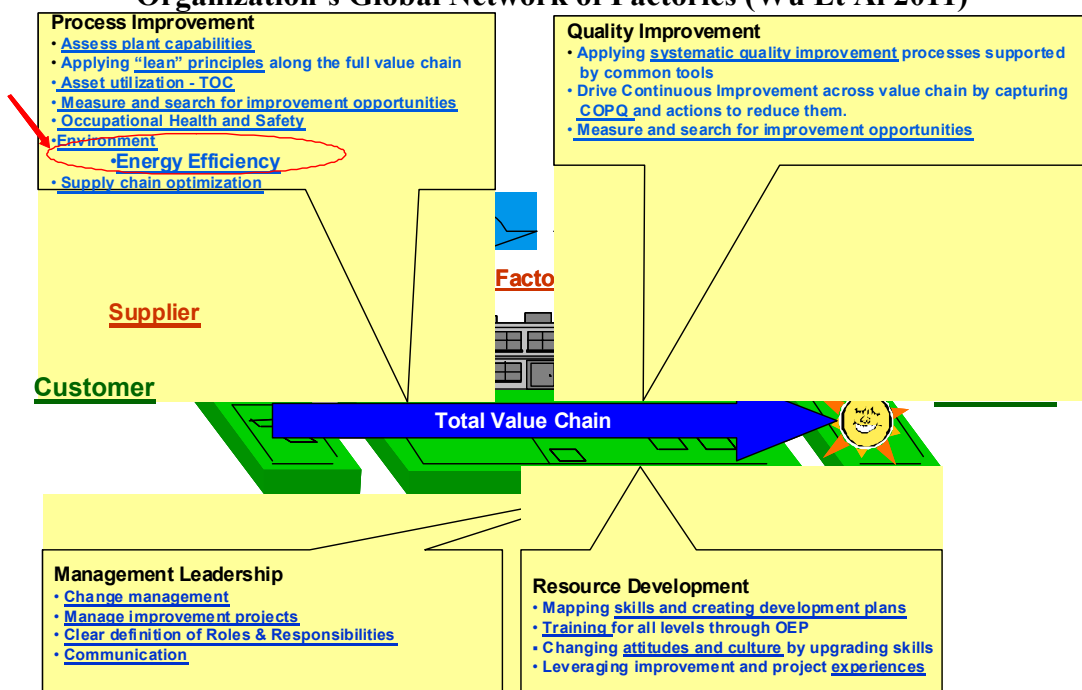 Organization's Global Network of Factories (Wu Et Al 2011)
Process Improvement
• Assess plant capabilities
• Applying “lean” principles along the full value chain
• Asset utilization - TOC
• Measure and search for improvement opportunities
• Occupational Health and Safety
•Environment
•Energy Efficiency
• Supply chain optimization
Quality Improvement
• Applying systematic quality improvement processes supported
by common tools
• Drive Continuous Improvement across value chain by capturing
COPQ and actions to reduce them.
• Measure and search for improvement opportunities
Facto
Supplier
Customer
Total Value Chain
Management Leadership
• Change management
• Manage improvement projects
• Clear definition of Roles & Responsibilities
• Communication
Resource Development
• Mapping skills and creating development plans
• Training for all levels through OEP
▪ Changing attitudes and culture by upgrading skills
• Leveraging improvement and project experiences